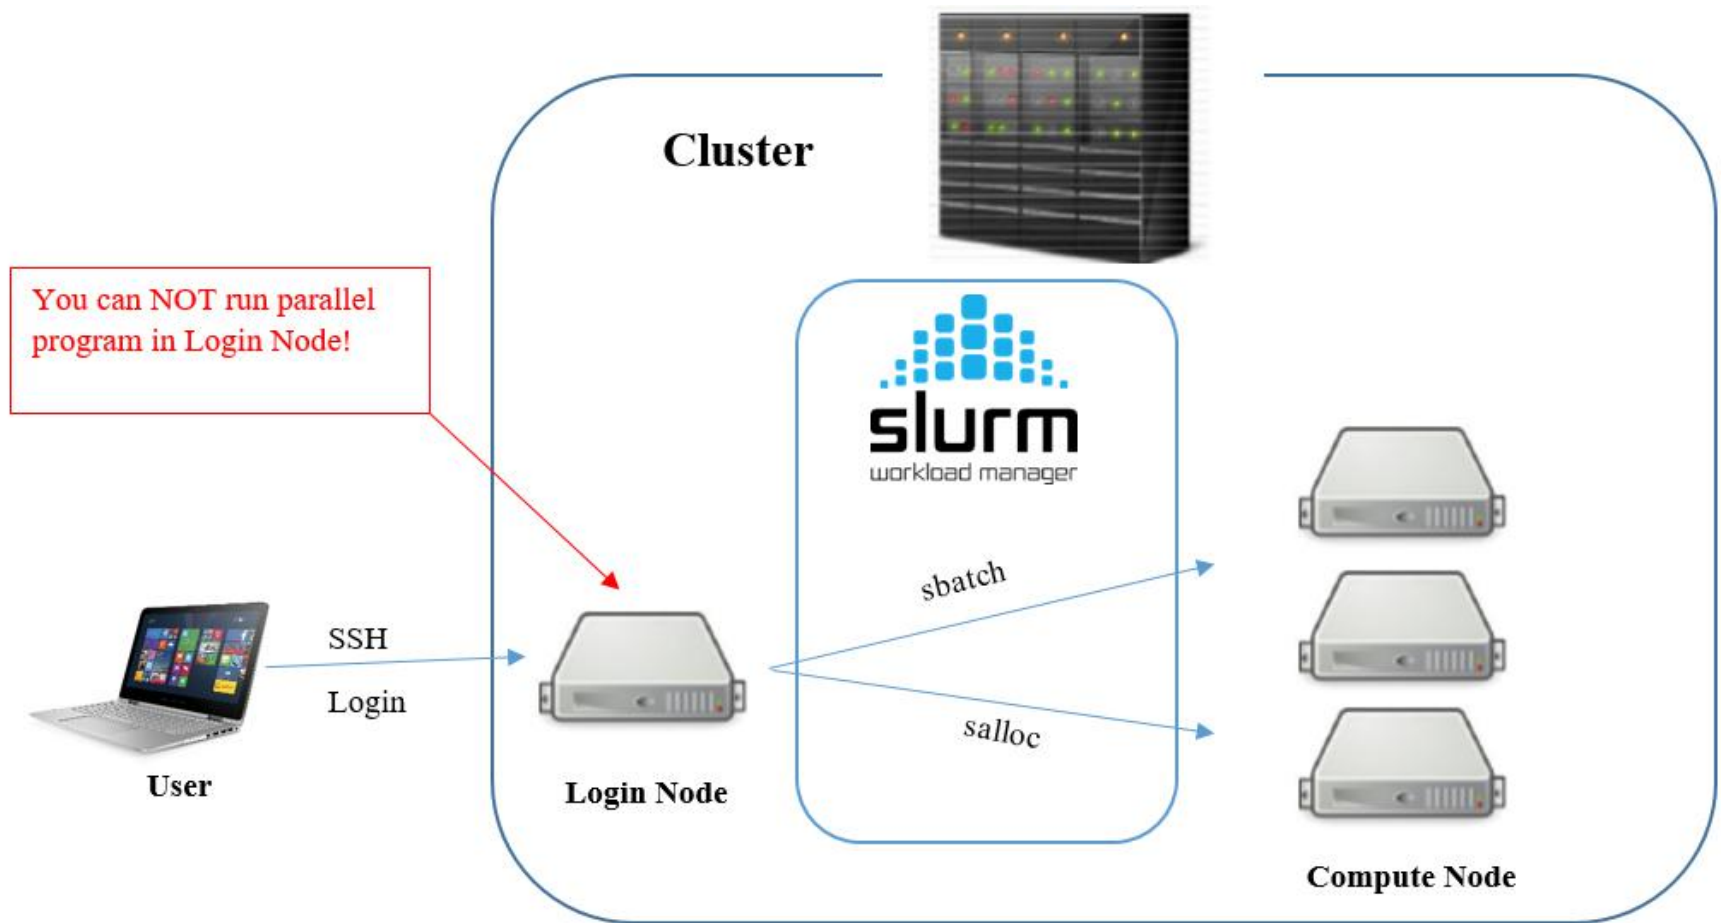 Cluster
You can NOT run parallel
program in Login Node!
slurm
workload manager
sbatch
SSH
Login
salloc
User
Login Node
Compute Node